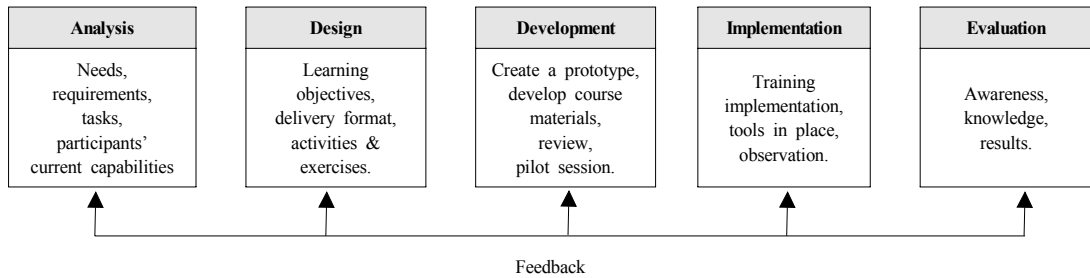 Analysis
Needs,
requirements,
tasks,
participants'
current capabilities
Design
Learning
objectives,
delivery format,
activities &
exercises.
Development
Create a prototype,
develop course
materials,
review,
pilot session.
Implementation
Training
implementation,
tools in place,
observation.
Evaluation
Awareness,
knowledge,
results.
Feedback